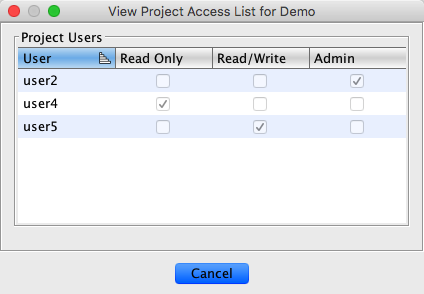 View Project Access List for Demo
Project Users
User Read Only Read/Write Admin
user2
user4
user5
Cancel